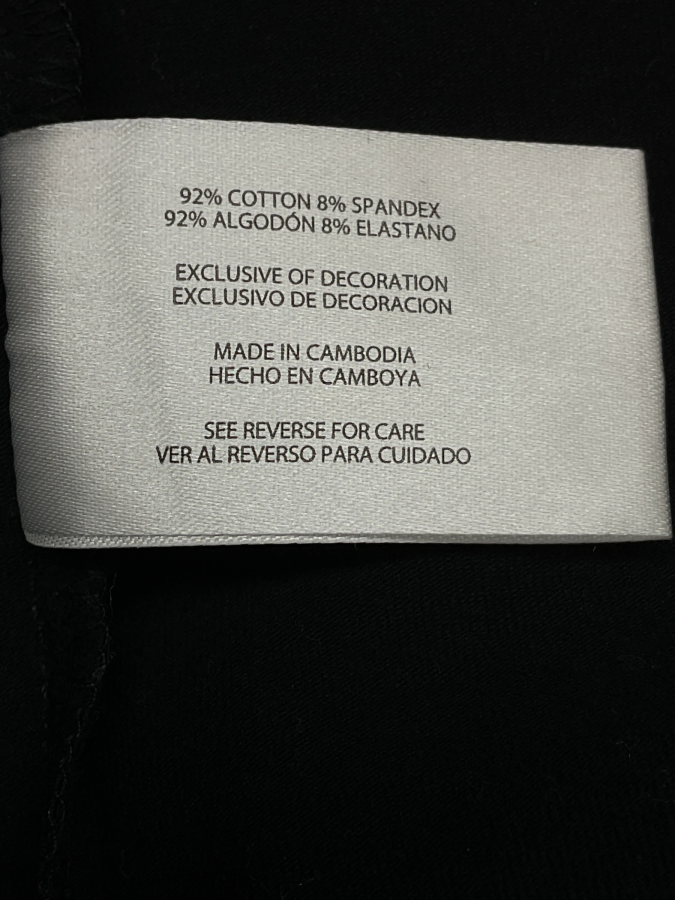 92% COTTON 8% SPANDEX
92% ALGODÓN 8% ELASTANO
EXCLUSIVE OF DECORATION
EXCLUSIVO DE DECORACION
MADE IN CAMBODIA
HECHO EN CAMBOYA
SEE REVERSE FOR CARE
VER AL REVERSO PARA CUIDADO